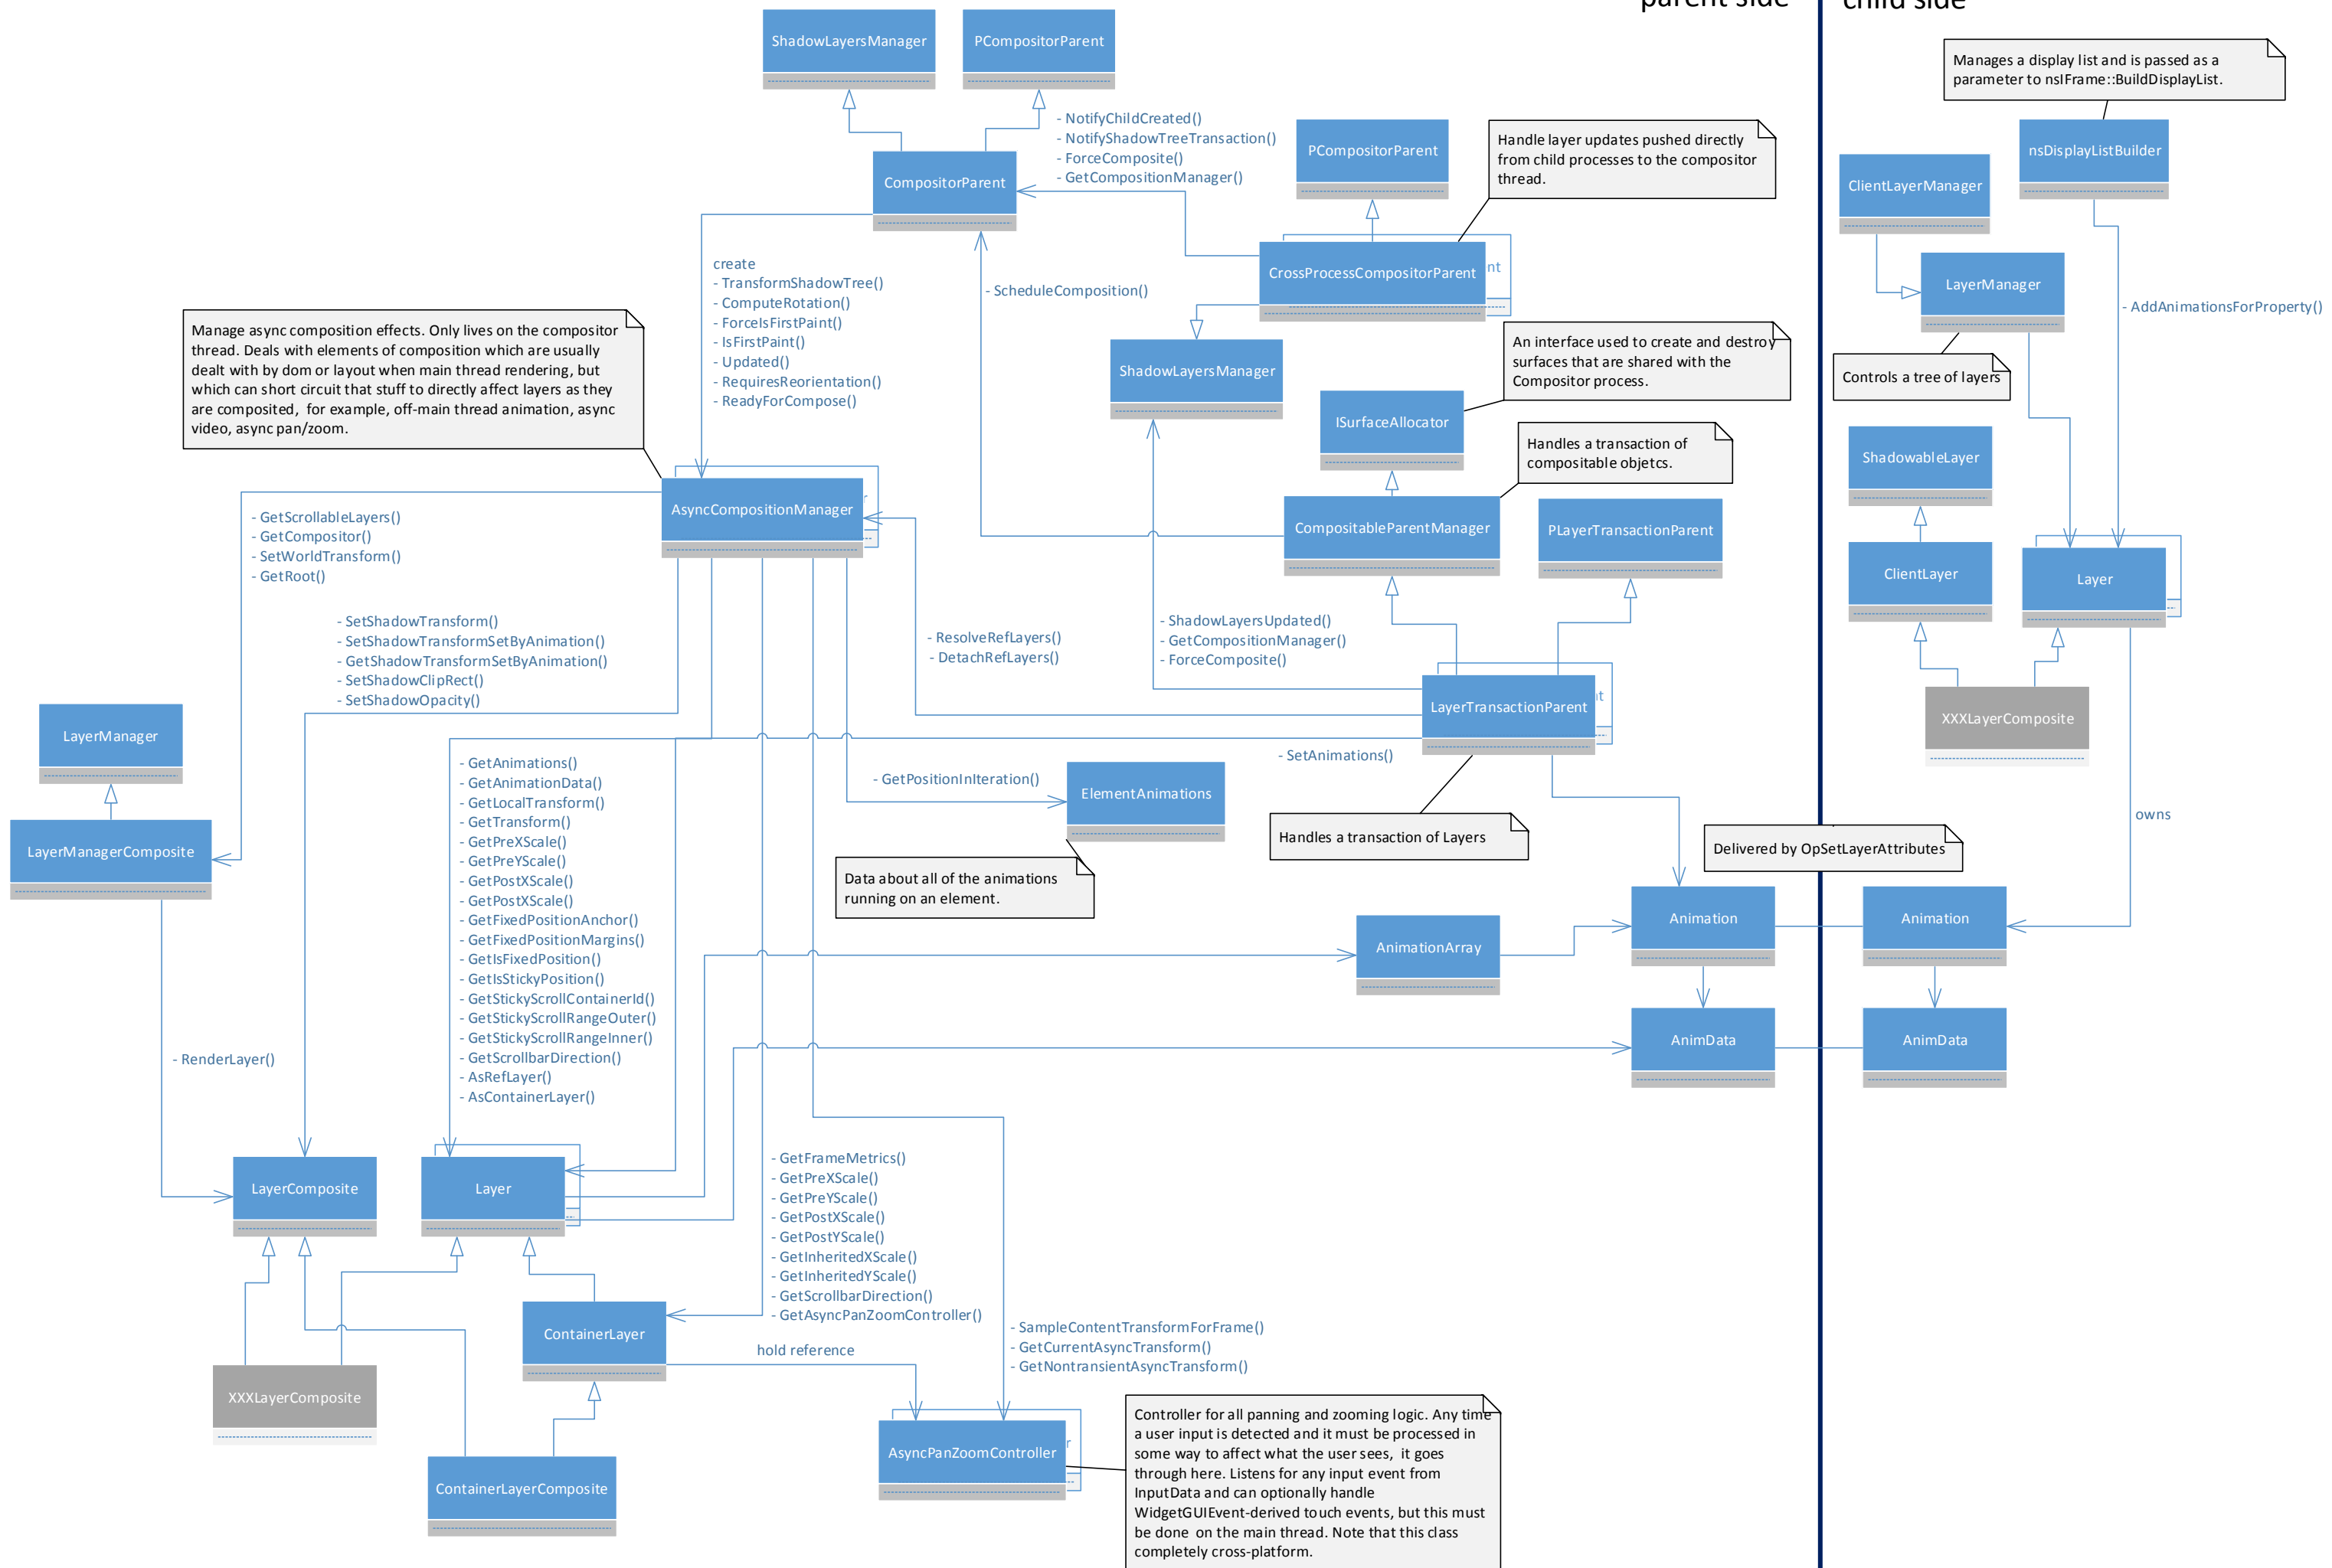 parent side
child side
ShadowLayersManager
PCompositorParent
- NotifyChildCreated()
- NotifyShadowTreeTransaction()
- ForceComposite()
- GetCompositionManager()
CompositorParent
PCompositorParent
Handle layer updates pushed directly
from child processes to the compositor
thread.
Manages a display list and is passed as a
parameter to nsIFrame::BuildDisplayList.
nsDisplayListBuilder
ClientLayerManager
LayerManager
- AddAnimationsForProperty()
Controls a tree of layers
create
- TransformShadowTree()
- ComputeRotation()
- ForceIsFirstPaint()
- IsFirstPaint()
- Updated()
- RequiresReorientation()
- ReadyForCompose()
- ScheduleComposition()
CrossProcessCompositorParent
nt
ShadowLayersManager
An interface used to create and destroy
surfaces that are shared with the
Compositor process.
ISurfaceAllocator
Handles a transaction of
compositable objetcs.
Manage async composition effects. Only lives on the compositor
thread. Deals with elements of composition which are usually
dealt with by dom or layout when main thread rendering, but
which can short circuit that stuff to directly affect layers as they
are composited, for example, off-main thread animation, async
video, async pan/zoom.
AsyncCompositionManager
r
CompositableParentManager
PLayerTransactionParent
ShadowableLayer
ClientLayer
Layer
- GetScrollableLayers()
- GetCompositor()
- SetWorldTransform()
- GetRoot()
- SetShadowTransform()
- SetShadowTransformSetByAnimation()
- GetShadowTransformSetByAnimation()
- SetShadowClipRect()
- SetShadowOpacity()
- ResolveRefLayers()
- DetachRefLayers()
- ShadowLayersUpdated()
- GetCompositionManager()
- ForceComposite()
LayerTransactionParent
nt
XXXLayerComposite
LayerManager
LayerManagerComposite
- GetAnimations()
- GetAnimationData()
- GetLocalTransform()
- GetTransform()
- GetPreXScale()
- GetPreYScale()
- GetPostXScale()
- GetPostXScale()
- GetFixedPositionAnchor()
- GetFixedPositionMargins()
- GetIsFixedPosition()
- GetIsStickyPosition()
- GetStickyScrollContainerId()
- GetStickyScrollRangeOuter()
- GetStickyScrollRangeInner()
- GetScrollbarDirection()
- AsRefLayer()
- AsContainerLayer()
- GetPositionInIteration()
ElementAnimations
- SetAnimations()
Handles a transaction of Layers
Data about all of the animations
running on an element.
Delivered by OpSetLayerAttributes
owns
AnimationArray
Animation
Animation
AnimData
AnimData
- RenderLayer()
LayerComposite
Layer
- GetFrameMetrics()
- GetPreXScale()
- GetPreYScale()
- GetPostXScale()
- GetPostYScale()
- GetInheritedXScale()
- GetInheritedYScale()
- GetScrollbarDirection()
- GetAsyncPanZoomController()
ContainerLayer
hold reference
- SampleContentTransformForFrame()
- GetCurrentAsyncTransform()
- GetNontransientAsyncTransform()
XXXLayerComposite
ContainerLayerComposite
AsyncPanZoomController
r
Controller for all panning and zooming logic. Any time
a user input is detected and it must be processed in
some way to affect what the user sees, it goes
through here. Listens for any input event from
InputData and can optionally handle
WidgetGUIEvent-derived touch events, but this must
be done on the main thread. Note that this class
completely cross-platform.